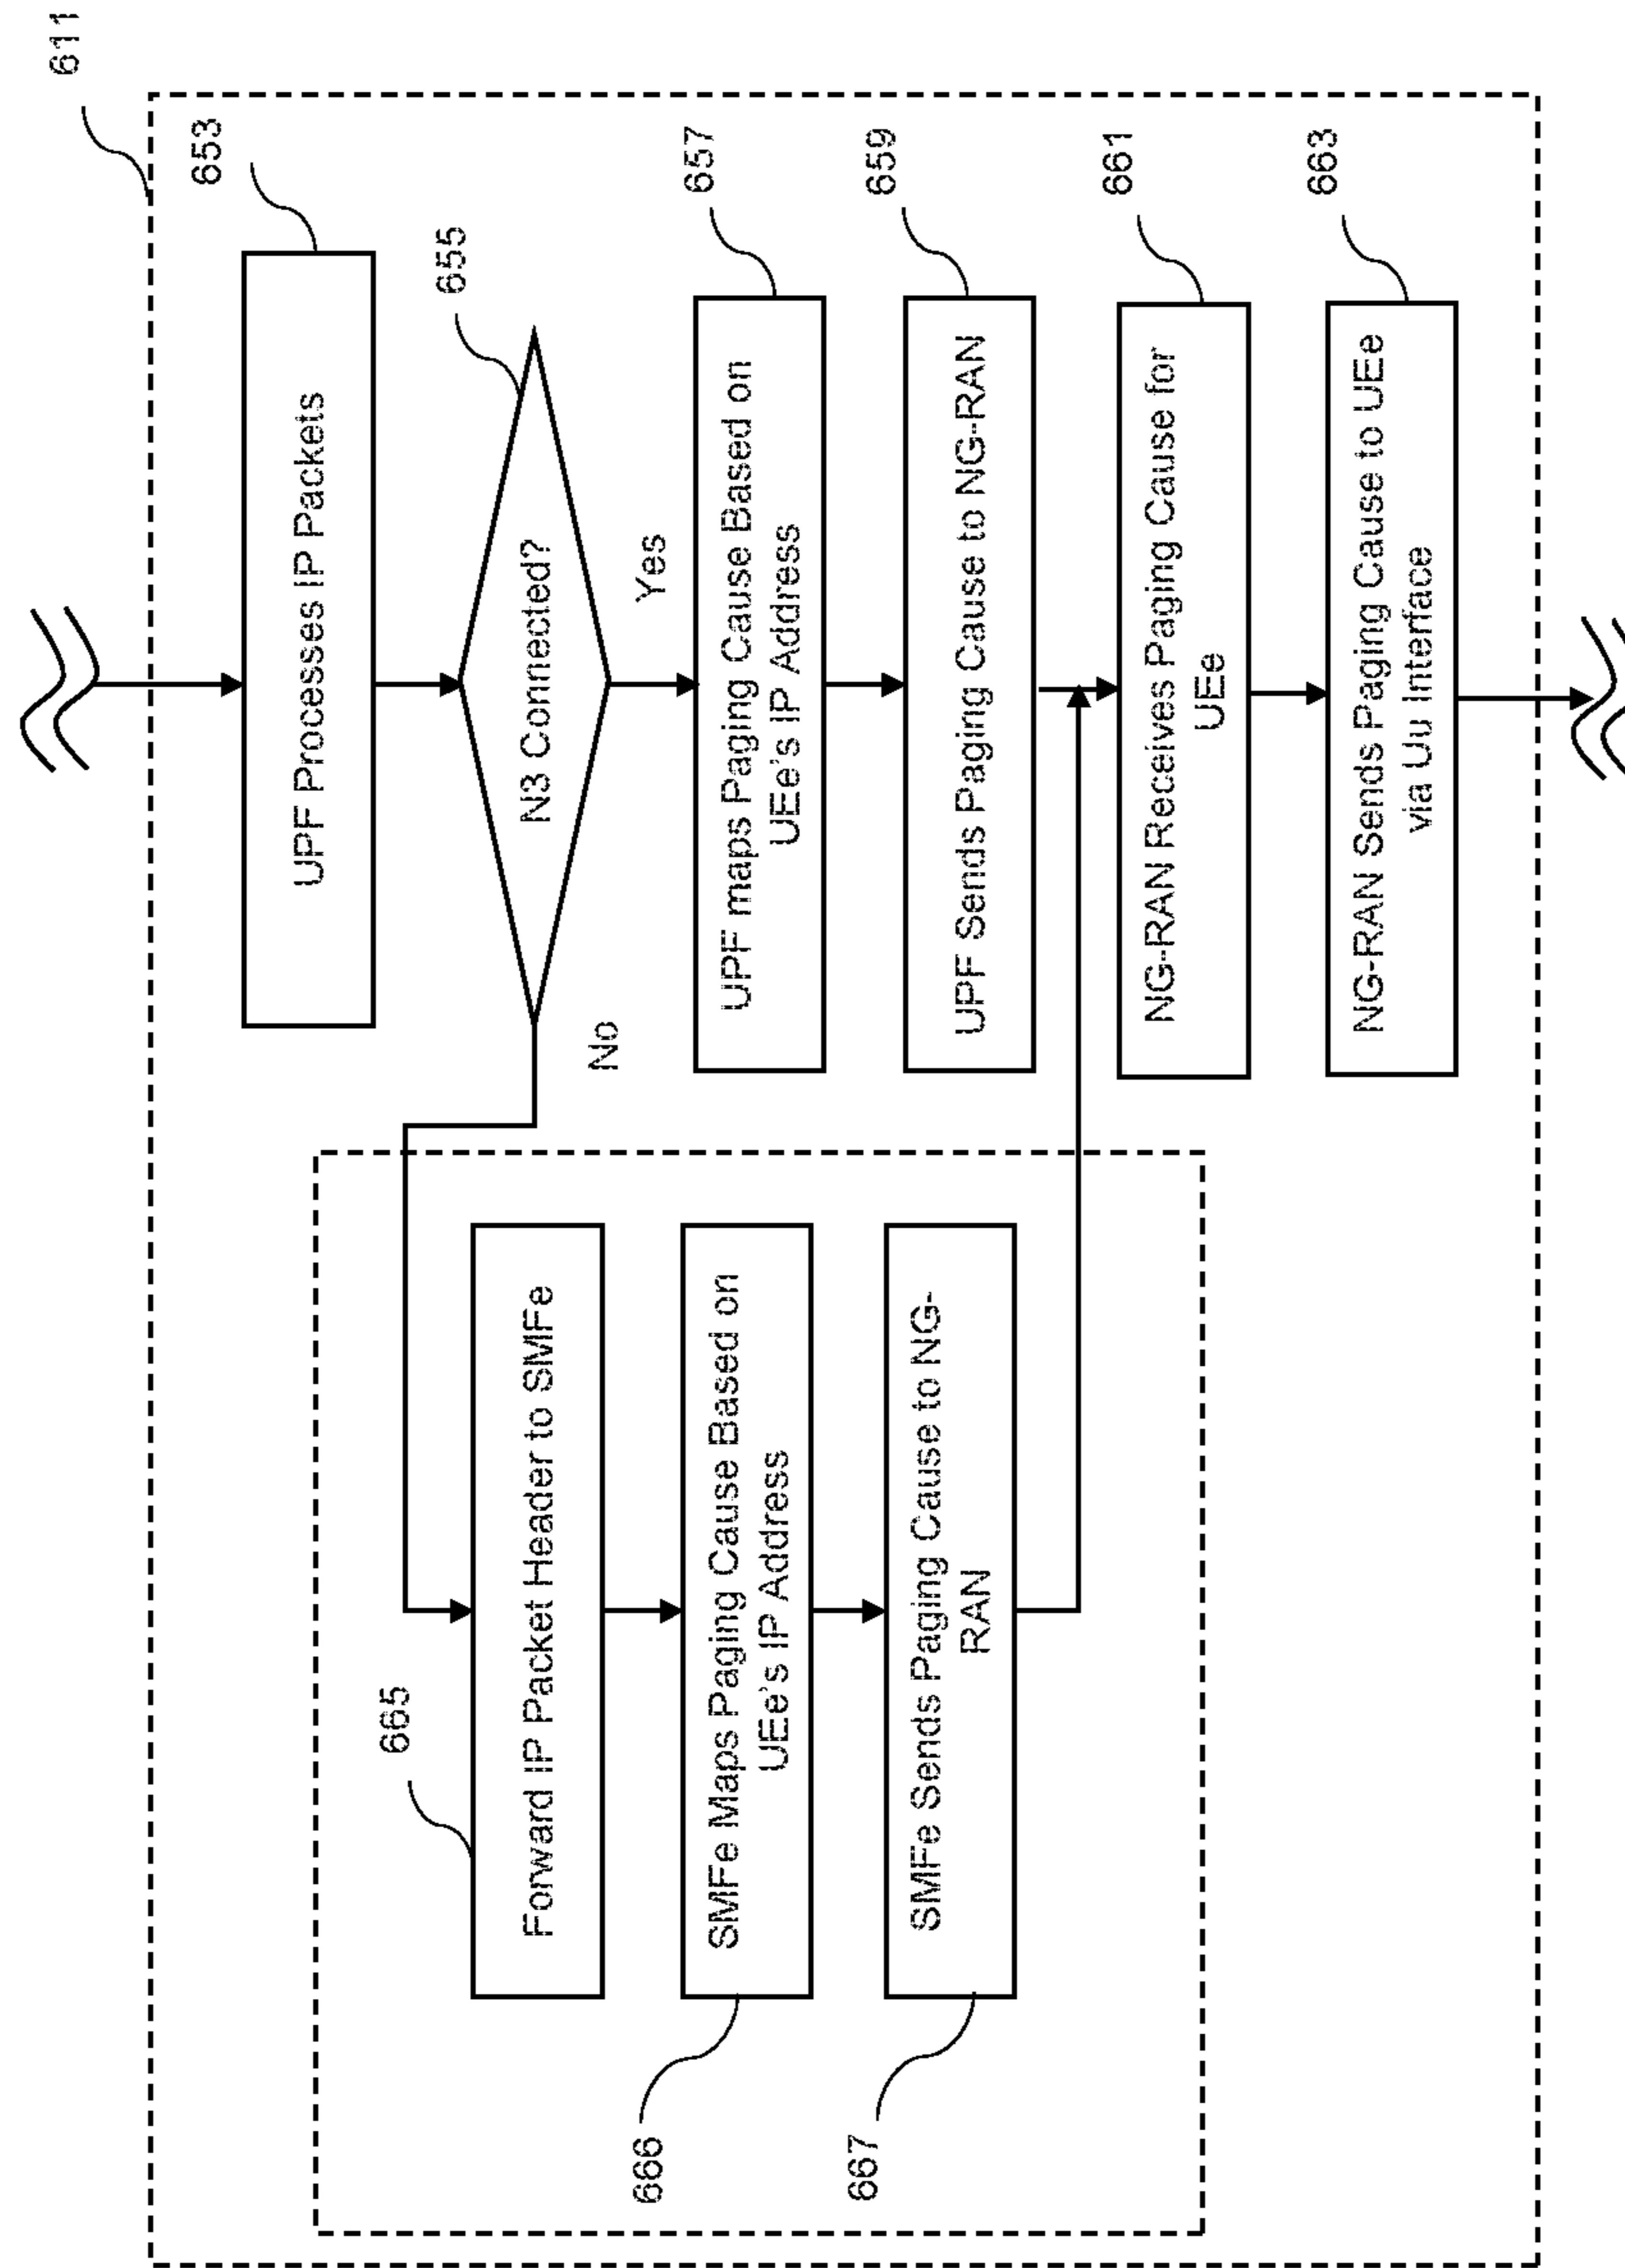 611
653
UPF Processes IP Packets
655
N3 Connected?
Yes
No
657
UPF maps Paging Cause Based on
UEe's IP Address
659
UPF Sends Paging Cause to NG-RAN
661
NG-RAN Receives Paging Cause for
UEe
663
NG-RAN Sends Paging Cause to UEe
via Uu Interface
665
Forward IP Packet Header to SMFe
666
SMFe Maps Paging Cause Based on
UEe's IP Address
667
SMFe Sends Paging Cause to NG-
RAN